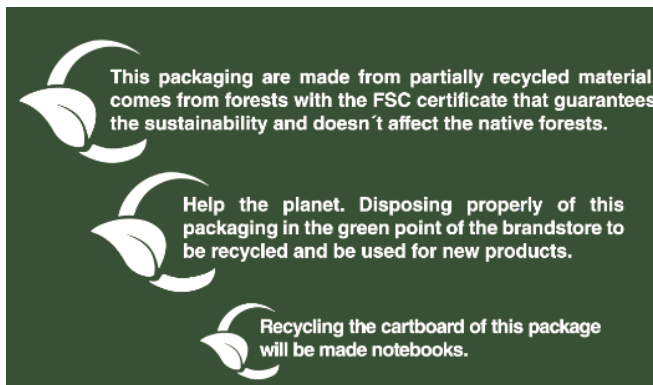 This packaging are made from partially recycled material
comes from forests with the FSC certificate that guarantees
the sustainability and doesn´t affect the native forests.
Help the planet. Disposing properly of this
packaging in the green point of the brandstore to
be recycled and be used for new products.
Recycling the cartboard of this package
will be made notebooks.